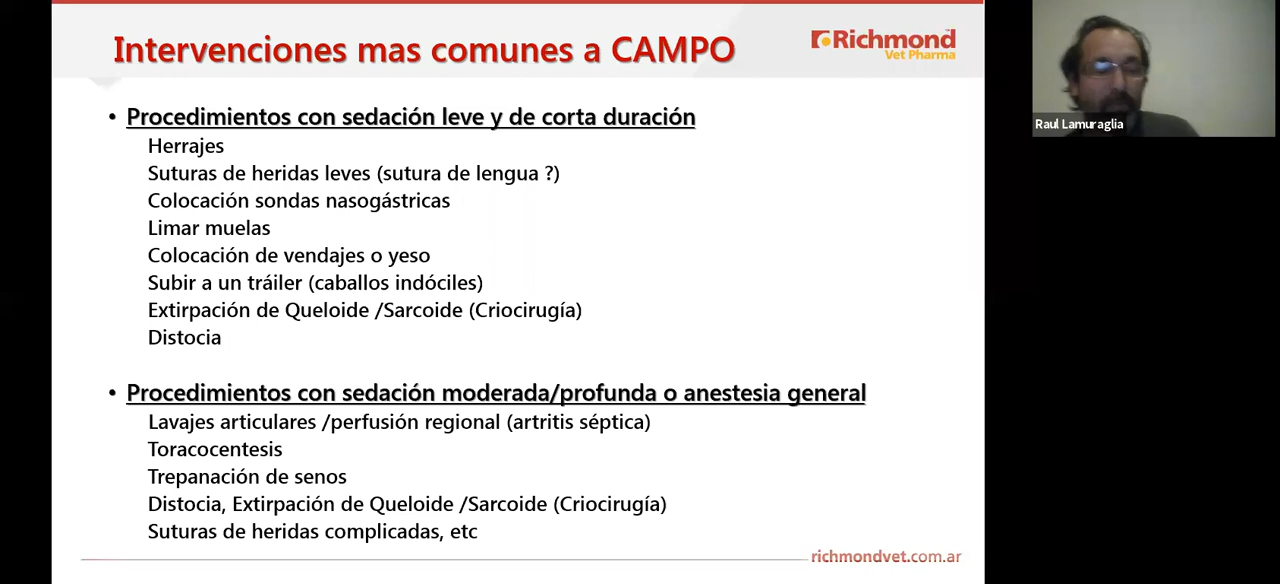 Intervenciones mas comunes a CAMPO
Richmond
Vet Pharma
• Procedimientos con sedación leve y de corta duración
Herrajes
Suturas de heridas leves (sutura de lengua ?)
Colocación sondas nasogástricas
Limar muelas
Colocación de vendajes o yeso
Subir a un tráiler (caballos indóciles)
Extirpación de Queloide /Sarcoide (Criocirugía)
Distocia
• Procedimientos con sedación moderada/profunda o anestesia general
Lavajes articulares /perfusión regional (artritis séptica)
Toracocentesis
Trepanación de senos
Distocia, Extirpación de Queloide /Sarcoide (Criocirugía)
Suturas de heridas complicadas, etc
richmondvet.com.ar
Raul Lamuraglia